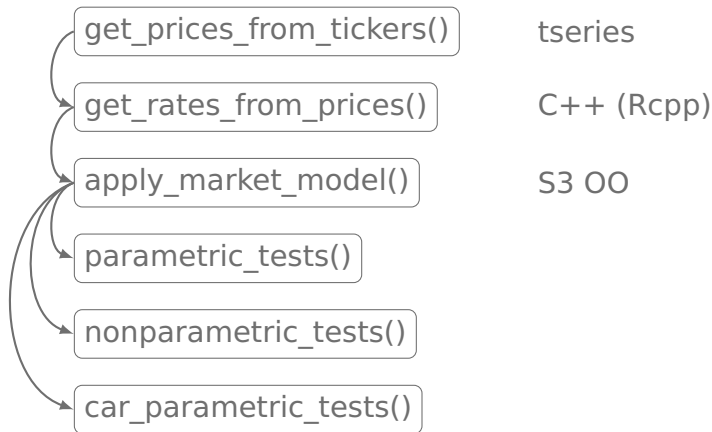 get_prices_from_tickers() tseries
get_rates_from_prices() C++ (Rcpp)
apply_market_model() S3 OO
parametric_tests()
nonparametric_tests()
car_parametric_tests()